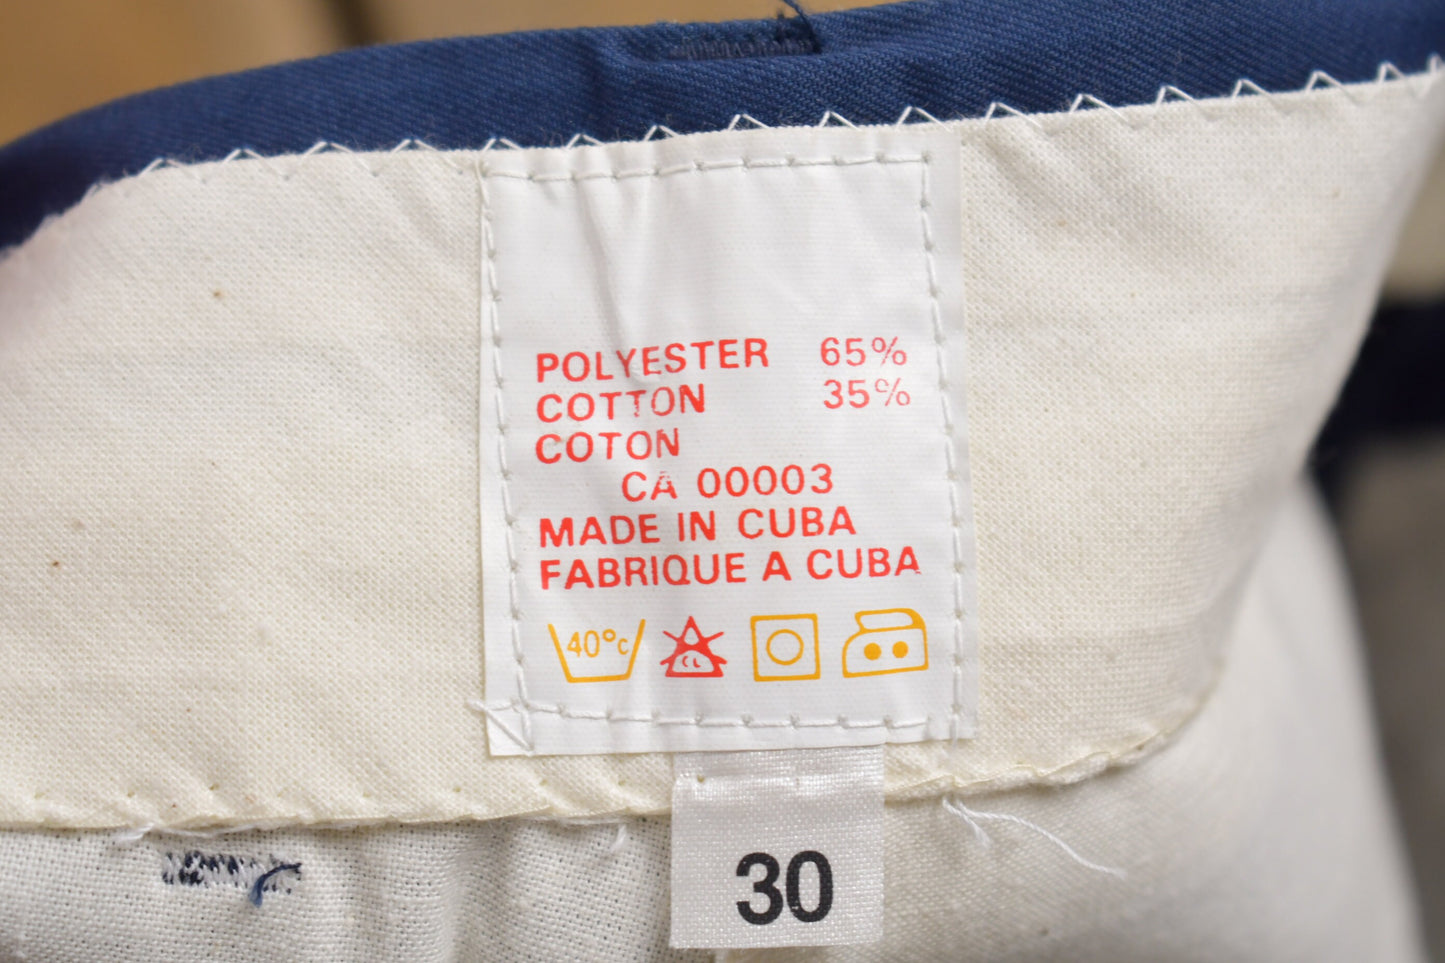 POLYESTER 65%
COTTON 35%
COTON
CA 00003
MADE IN CUBA
FABRIQUE A CUBA
40°C
CL
30